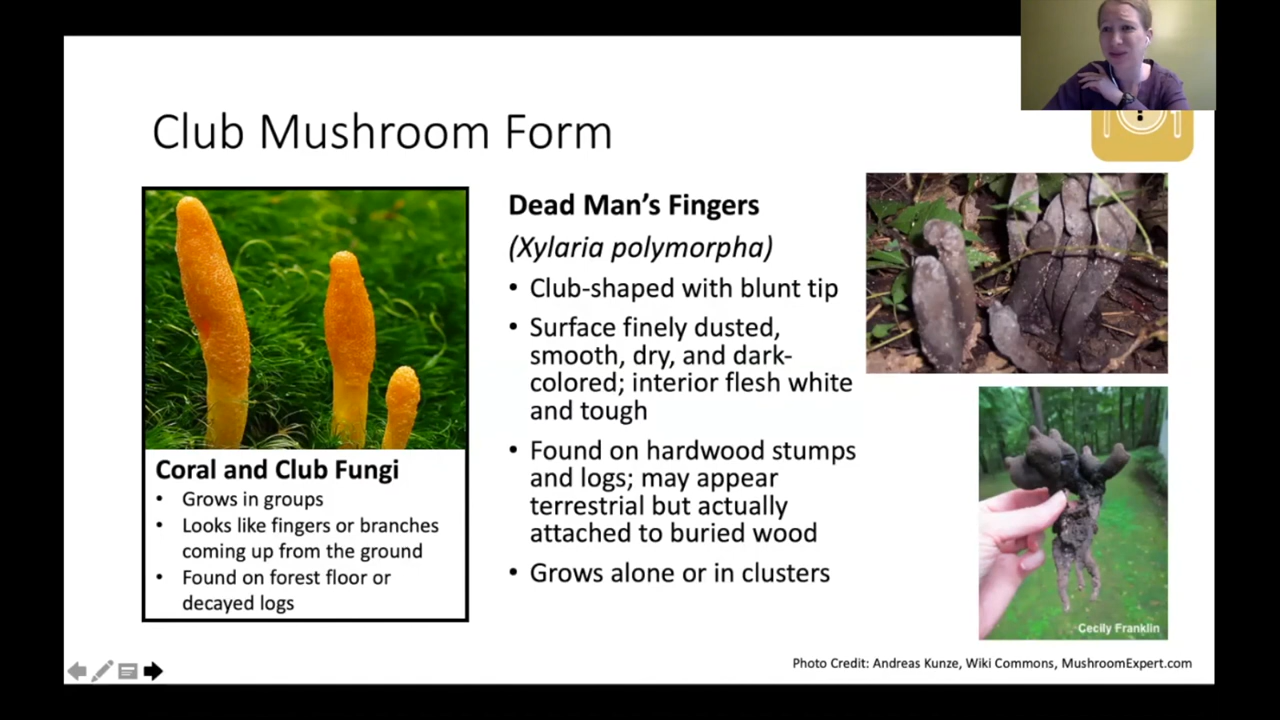 Club Mushroom Form
Coral and Club Fungi
• Grows in groups
• Looks like fingers or branches
coming up from the ground
• Found on forest floor or
decayed logs
Dead Man’s Fingers
(Xylaria polymorpha)
• Club-shaped with blunt tip
• Surface finely dusted,
smooth, dry, and dark-
colored; interior flesh white
and tough
• Found on hardwood stumps
and logs; may appear
terrestrial but actually
attached to buried wood
• Grows alone or in clusters
Cecily Franklin
Photo Credit: Andreas Kunze, Wiki Commons, MushroomExpert.com